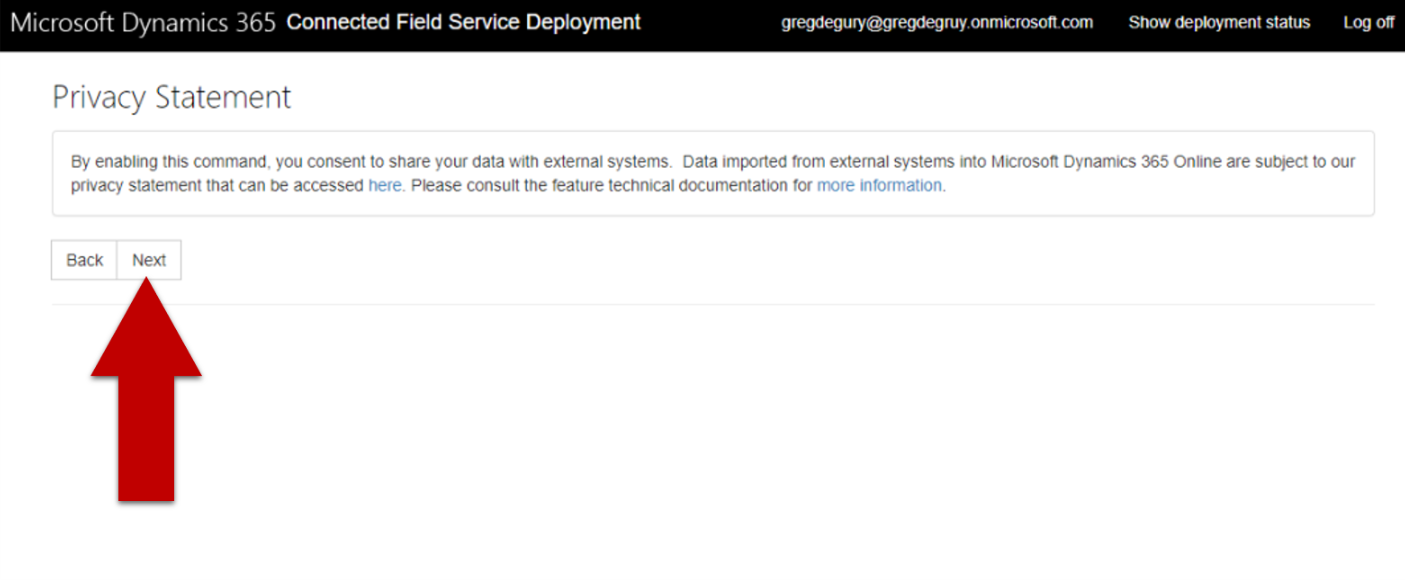 Microsoft Dynamics 365 Connected Field Service Deployment gregdegury@gregdegruy.onmicrosoft.com Show deployment status Log off
Privacy Statement
By enabling this command, you consent to share your data with external systems. Data imported from external systems into Microsoft Dynamics 365 Online are subject to our
privacy statement that can be accessed here. Please consult the feature technical documentation for more information.
Back Next